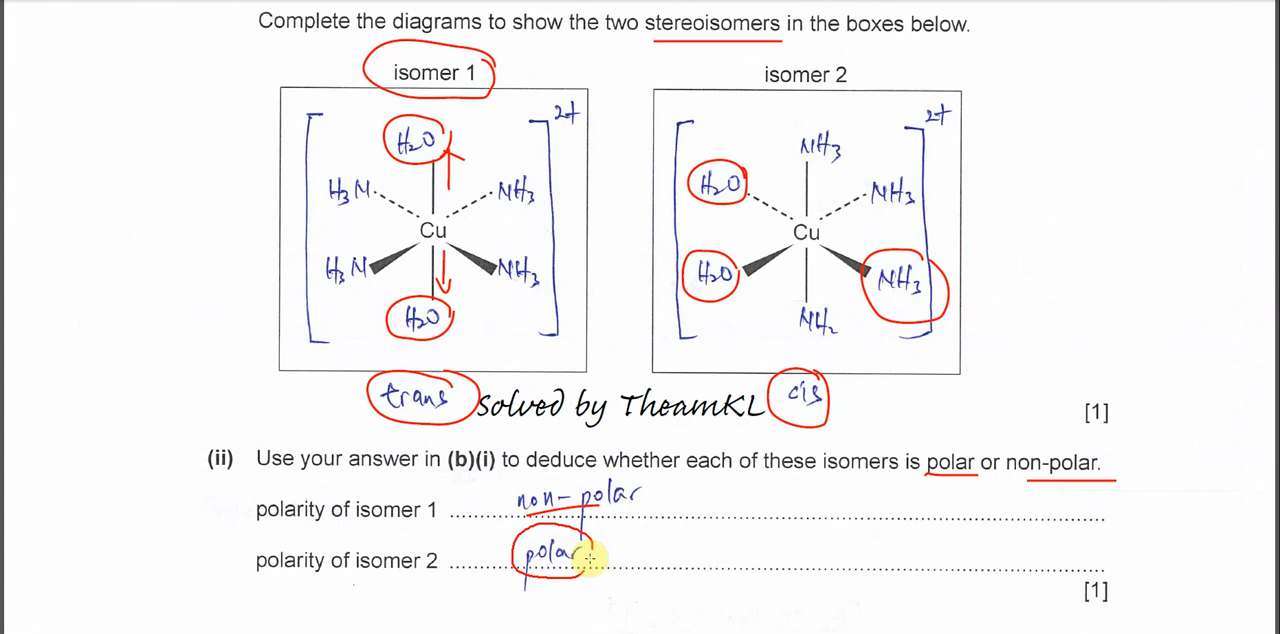 Complete the diagrams to show the two stereoisomers in the boxes below.
isomer 1
isomer 2
2+
2+
H₂O
NH₃
H₃N
NH₃
H₂O
NH₃
Cu
Cu
H₃N
NH₃
H₂O
NH₃
H₂O
NH₂
trans
solved by TheamKL
cis
[1]
(ii) Use your answer in (b)(i) to deduce whether each of these isomers is polar or non-polar.
polarity of isomer 1 non-polar
polarity of isomer 2 polar
[1]